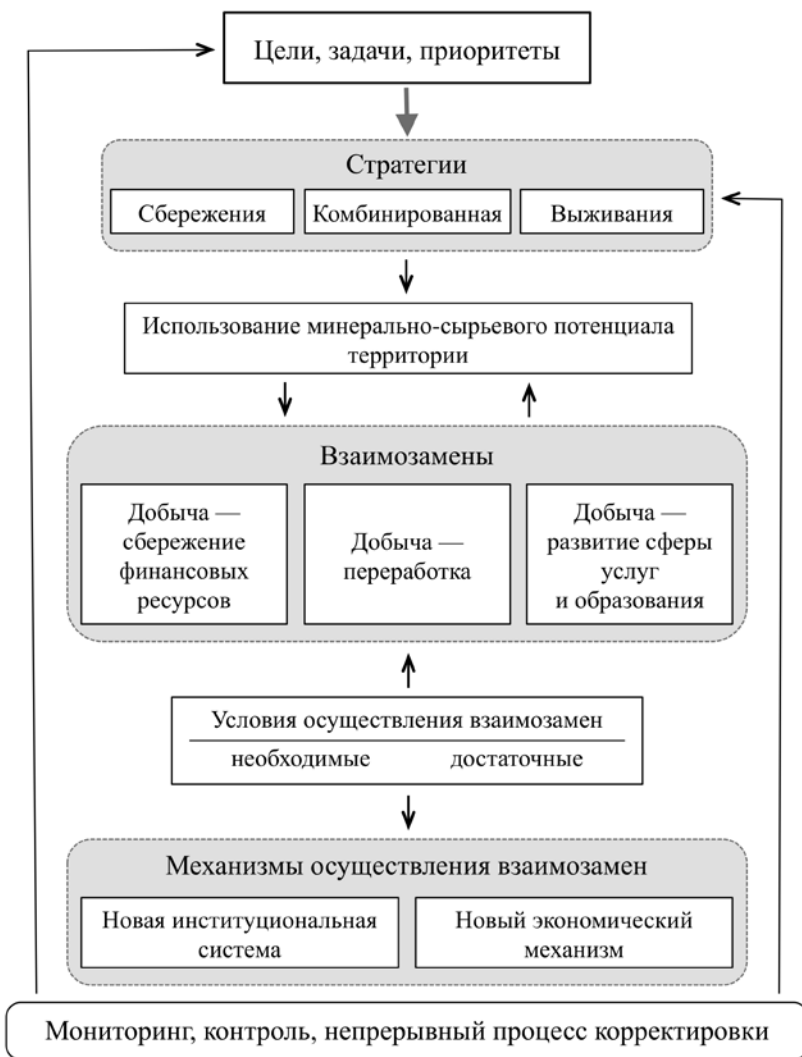 Цели, задачи, приоритеты
Стратегии
Сбережения
Комбинированная
Выживания
Использование минерально-сырьевого потенциала
территории
Взаимозамены
Добыча —
сбережение
финансовых
ресурсов
Добыча —
переработка
Добыча —
развитие сферы
услуг
и образования
Условия осуществления взаимозамен
необходимые достаточные
Механизмы осуществления взаимозамен
Новая институциональная
система
Новый экономический
механизм
Мониторинг, контроль, непрерывный процесс корректировки